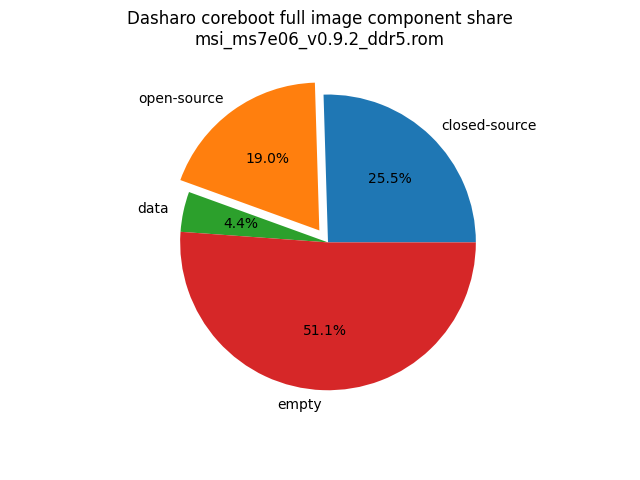 Dasharo coreboot full image component share
msi_ms7e06_v0.9.2_ddr5.rom
open-source
closed-source
19.0%
25.5%
data
4.4%
51.1%
empty